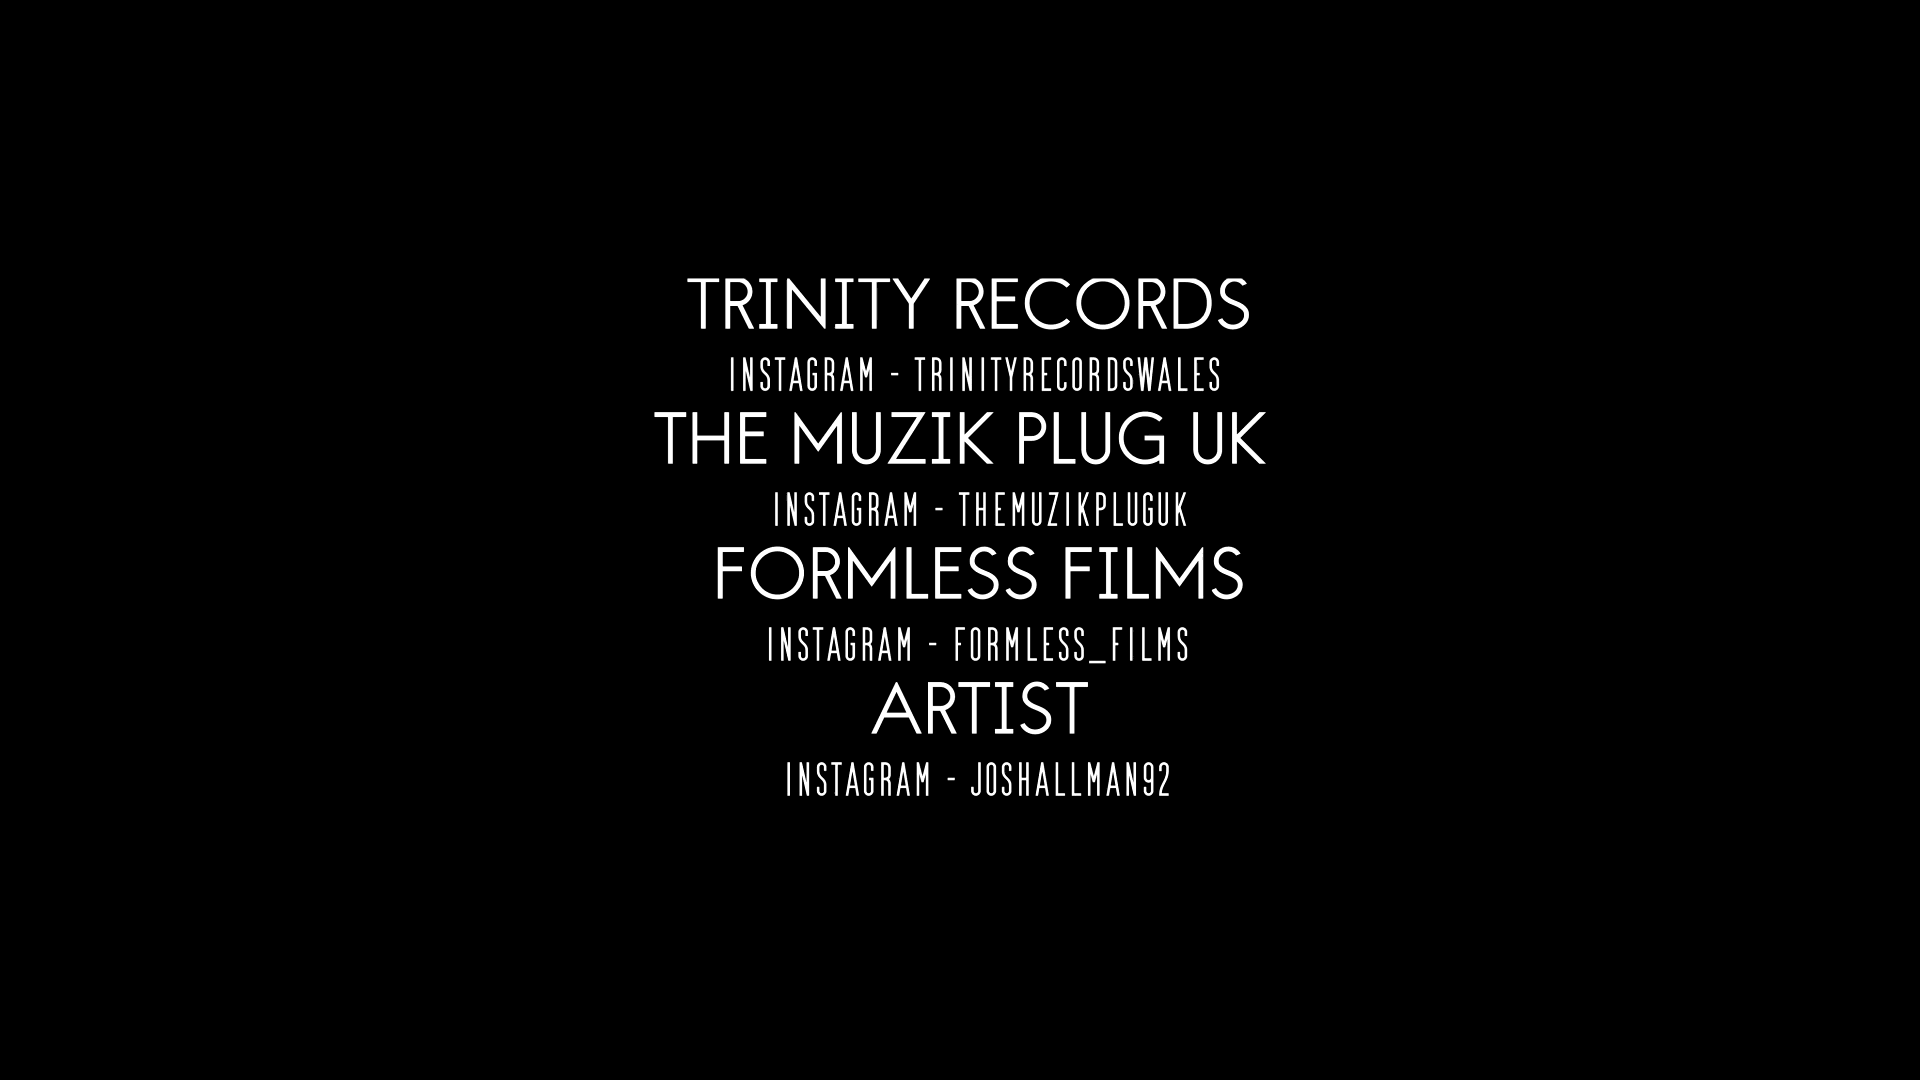 TRINITY RECORDS
INSTAGRAM - TRINITYRECORDSWALES
THE MUZIK PLUG UK
INSTAGRAM - THEMUZIKPLUGUK
FORMLESS FILMS
INSTAGRAM - FORMLESS_FILMS
ARTIST
INSTAGRAM - JOSHALLMAN92